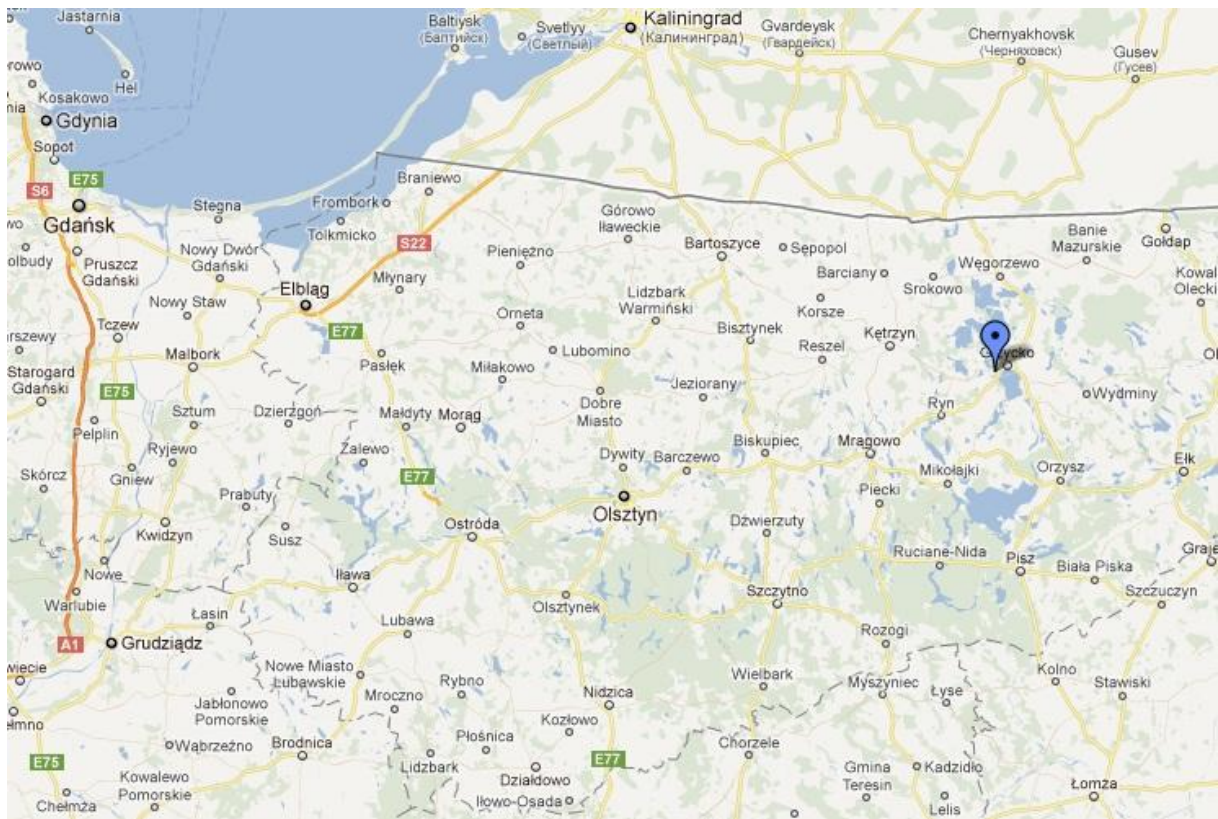 Jastarnia
Baltiysk
(Балтийск)
Svetlyy
(Светлый)
Kaliningrad
(Калининград)
Gvardeysk
(Гвардейск)
Chernyakhovsk
(Черняховск)
Gusev
(Гусев)
Hel
Kosakowo
Gdynia
Sopot
E75
S6
Gdańsk
Stegna
Frombork
Braniewo
Tolkmicko
S22
Górowo
Iławeckie
Pieniężno
Bartoszyce
Sępopol
Banie
Mazurskie
Gołdap
Pruszcz
Gdański
Nowy Dwór
Gdański
Elbląg
Młynary
Barciany
Węgorzewo
Srokowo
Kowal
Olecki
Nowy Staw
Tczew
E77
Orneta
Lidzbark
Warmiński
Bisztynek
Korsze
Kętrzyn
Reszel
Malbork
Pasłęk
Lubomino
Starogard
Gdański
E75
Miłakowo
Jeziorany
Wydminy
Pelplin
Sztum
Dzierzgoń
Małdyty
Morąg
Dobre
Miasto
Ryn
Ryjewo
Zalewo
Biskupiec
Mrągowo
Skórcz
Gniew
E77
Dywity
Barczewo
Mikołajki
Orzysz
Ełk
Prabuty
Olsztyn
Piecki
Kwidzyn
Susz
Ostróda
Dźwierzuty
Nowe
Iława
Ruciane-Nida
Pisz
Biała Piska
Graje
Warlubie
Łasin
Olsztynek
Szczytno
Szczuczyn
A1
Grudziądz
Lubawa
Rozogi
Nowe Miasto
Lubawskie
Rybno
Wielbark
Myszyniec
Łyse
Kolno
Stawiski
Jabłonowo
Pomorskie
Mroczno
Nidzica
Kozłowo
Wąbrzeźno
Brodnica
Płośnica
Chorzele
E75
Lidzbark
Działdowo
E77
Gmina
Teresin
Kadzidło
Kowalewo
Pomorskie
Chełmża
Iłowo-Osada
Lelis
Łomża